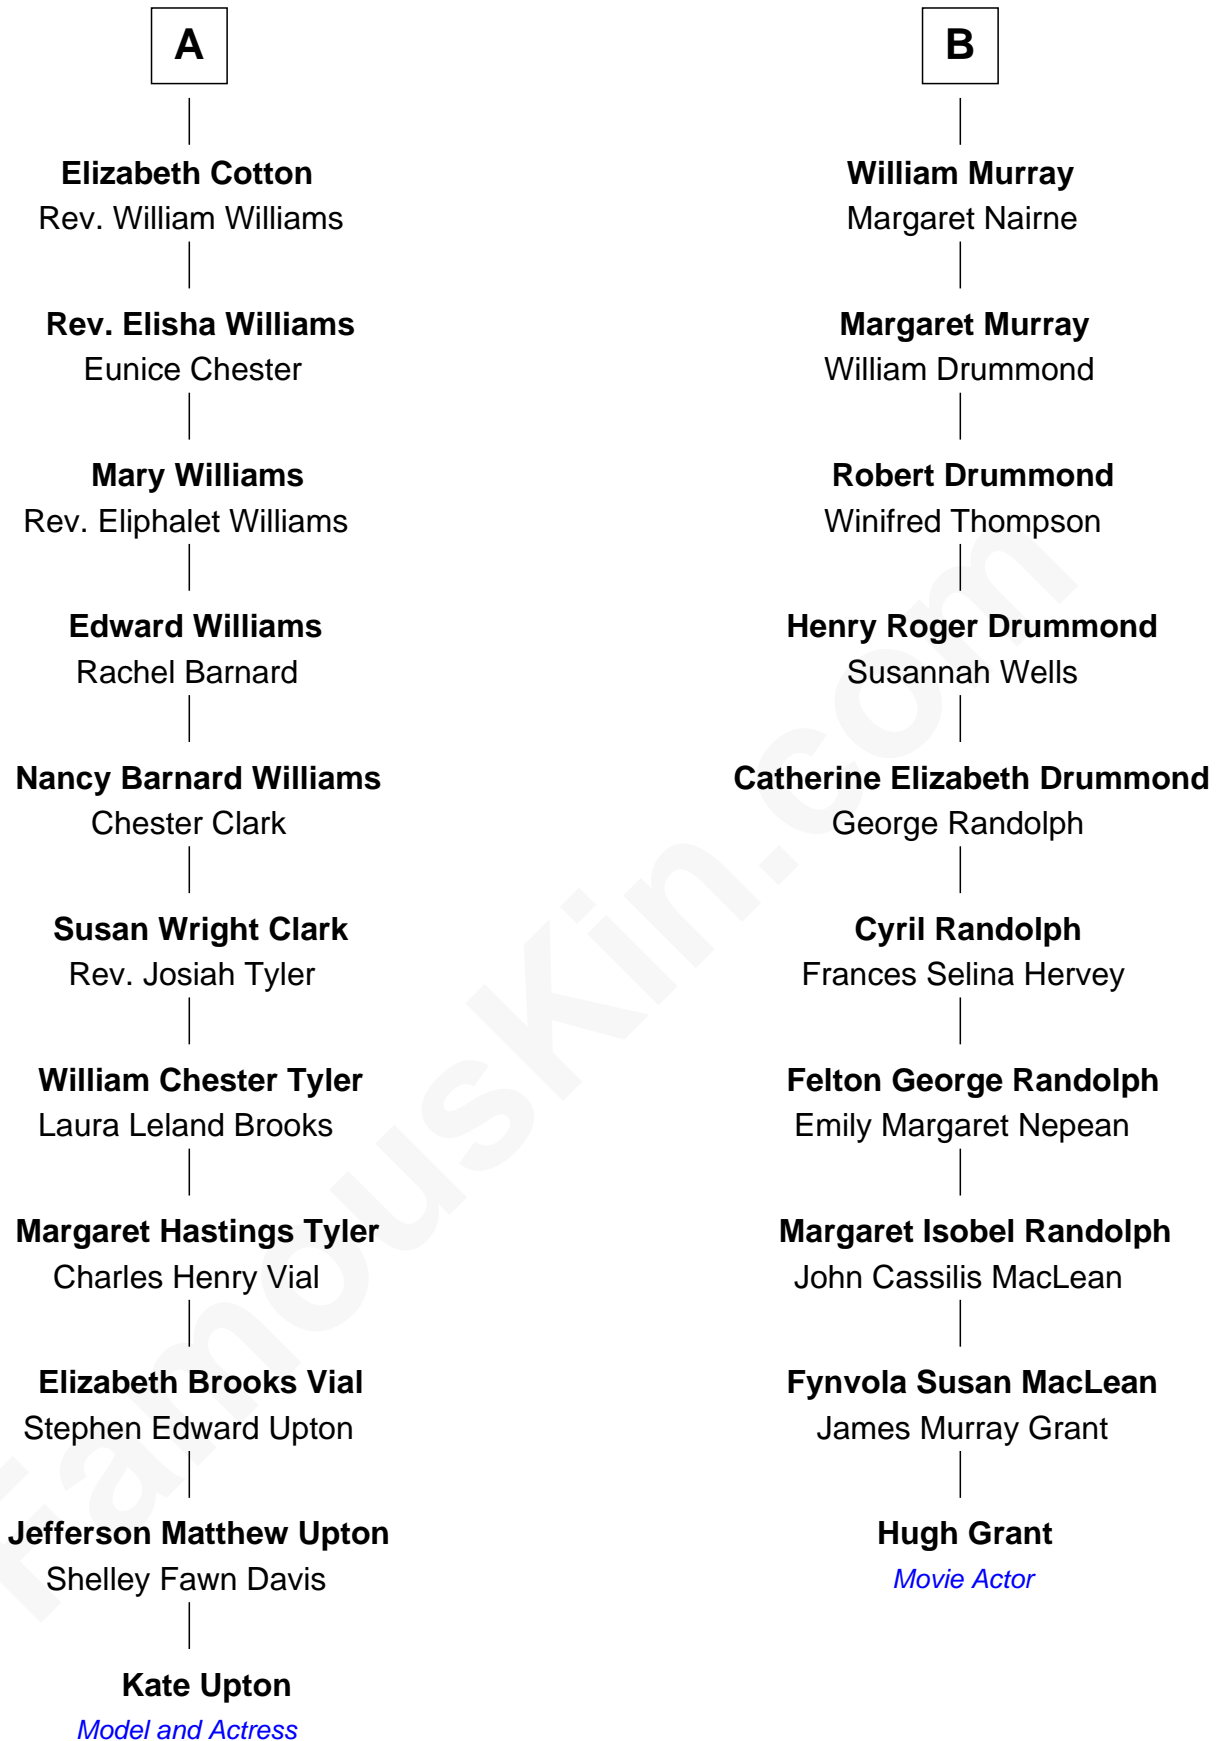 A
Elizabeth Cotton
Rev. William Williams
Rev. Elisha Williams
Eunice Chester
Mary Williams
Rev. Eliphalet Williams
Edward Williams
Rachel Barnard
Nancy Barnard Williams
Chester Clark
Susan Wright Clark
Rev. Josiah Tyler
William Chester Tyler
Laura Leland Brooks
Margaret Hastings Tyler
Charles Henry Vial
Elizabeth Brooks Vial
Stephen Edward Upton
Jefferson Matthew Upton
Shelley Fawn Davis
Kate Upton
Model and Actress
B
William Murray
Margaret Nairne
Margaret Murray
William Drummond
Robert Drummond
Winifred Thompson
Henry Roger Drummond
Susannah Wells
Catherine Elizabeth Drummond
George Randolph
Cyril Randolph
Frances Selina Hervey
Felton George Randolph
Emily Margaret Nepean
Margaret Isobel Randolph
John Cassilis MacLean
Fynvola Susan MacLean
James Murray Grant
Hugh Grant
Movie Actor
FamousKin.com